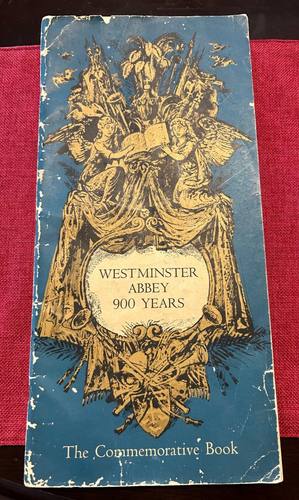 WESTMINSTER
ABBEY
900 YEARS
The Commemorative Book